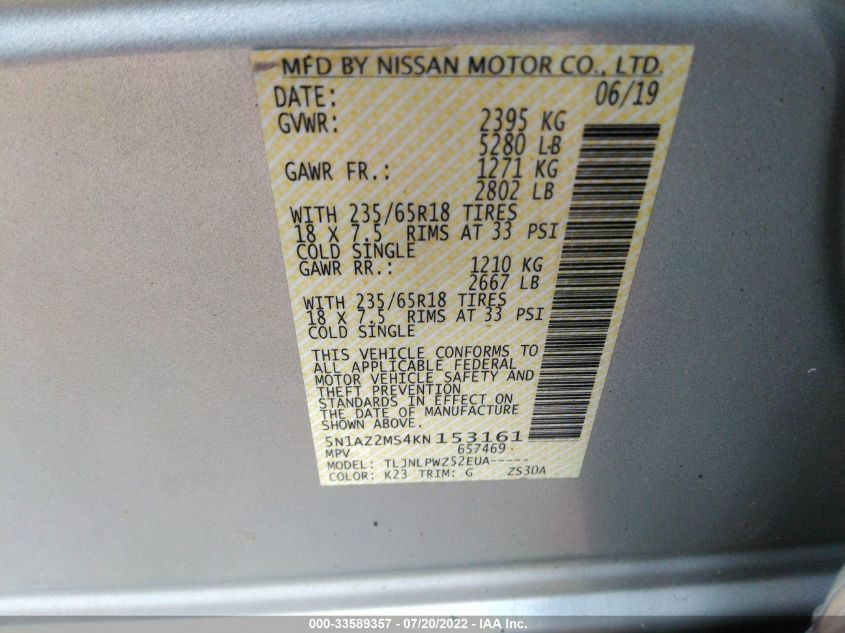 MFD BY NISSAN MOTOR CO., LTD.
DATE: 06/19
GVWR: 2395 KG
5280 LB
GAWR FR.: 1271 KG
2802 LB
WITH 235/65R18 TIRES
18 X 7.5 RIMS AT 33 PSI
COLD SINGLE
GAWR RR.: 1210 KG
2667 LB
WITH 235/65R18 TIRES
18 X 7.5 RIMS AT 33 PSI
COLD SINGLE
THIS VEHICLE CONFORMS TO
ALL APPLICABLE FEDERAL
MOTOR VEHICLE SAFETY AND
THEFT PREVENTION
STANDARDS IN EFFECT ON
THE DATE OF MANUFACTURE
SHOWN ABOVE.
5N1AZ2MS4KN153161
MPV 657469
MODEL: TLJNLPWZ52EUA-----
COLOR: K23 TRIM: G ZS30A
000-33589357 - 07/20/2022 - IAA Inc.